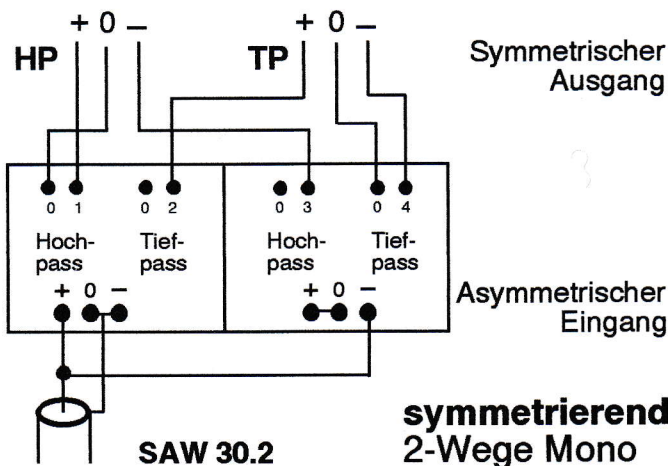 + 0 – + 0 –
HP TP Symmetrischer
Ausgang
0 1 0 2 0 3 0 4
Hoch- Tief- Hoch- Tief-
pass pass pass pass
+ 0 – + 0 – Asymmetrischer
Eingang
symmetrierend
SAW 30.2 2-Wege Mono